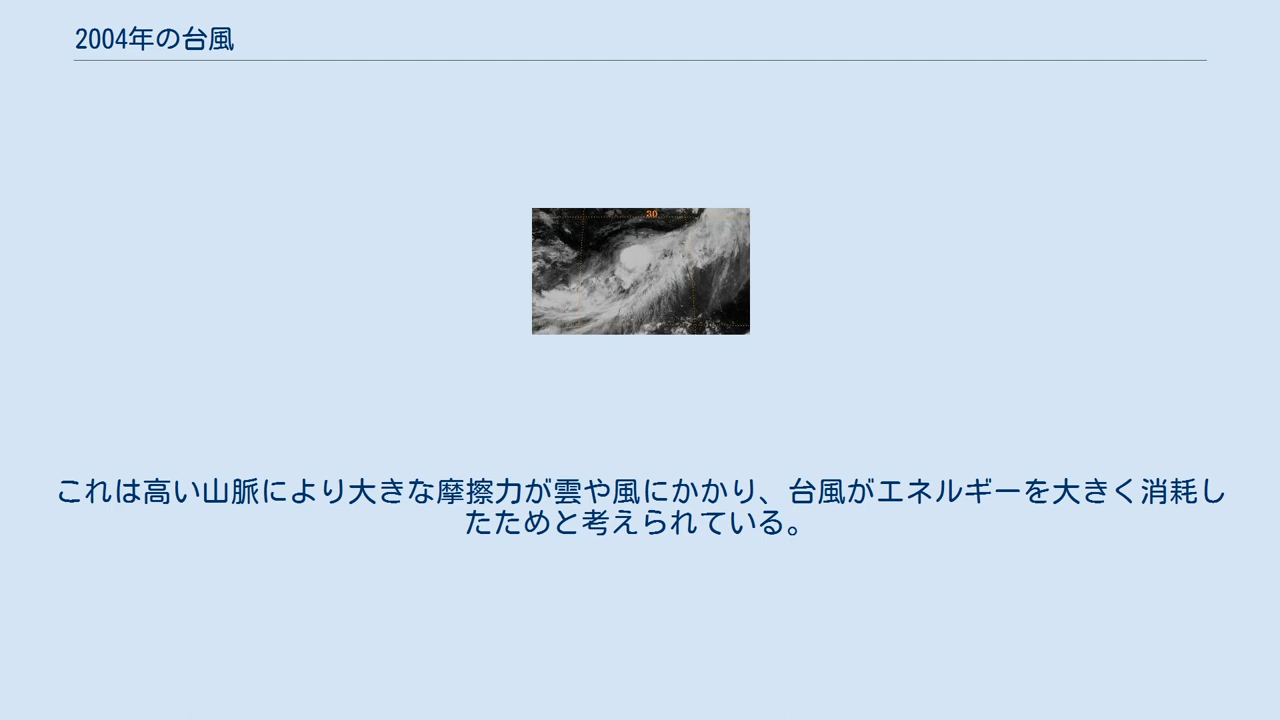 2004年の台風
30
これは高い山脈により大きな摩擦力が雲や風にかかり、台風がエネルギーを大きく消耗し
たためと考えられている。